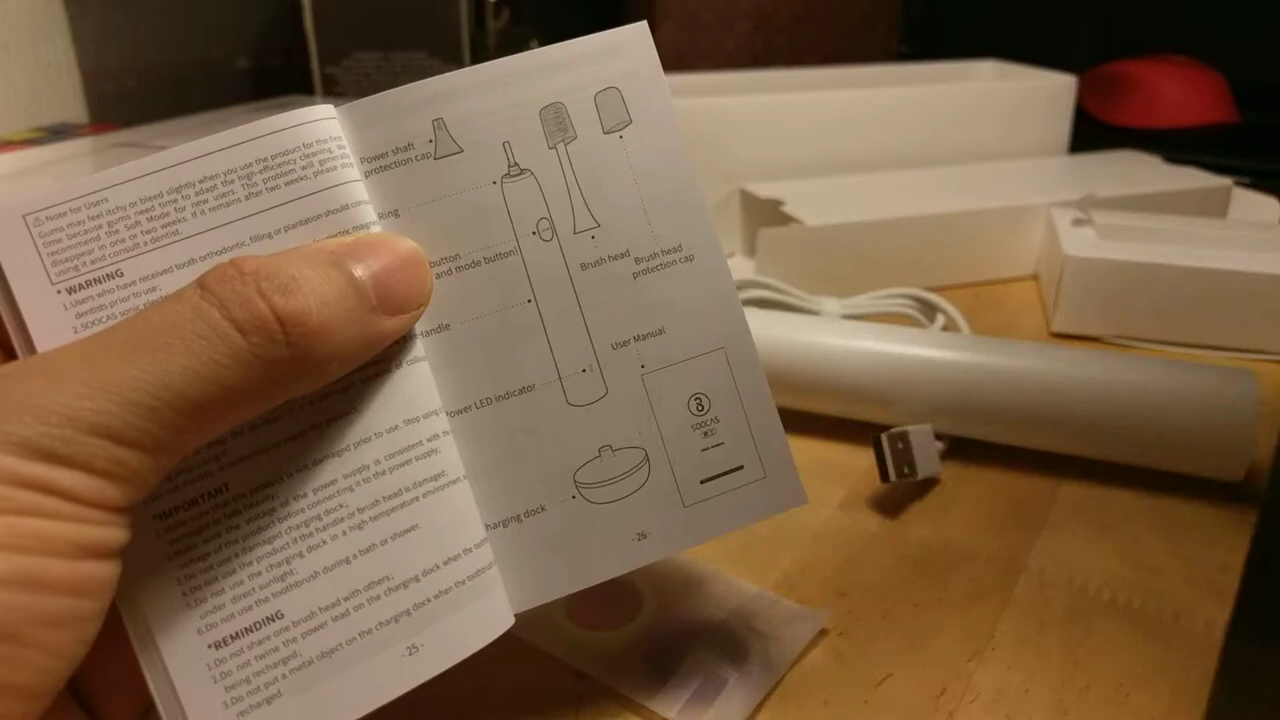 Note for Users
Gums may feel itchy or bleed slightly when you use the product for the first
time because gums need time to adapt the high-efficiency cleaning. We
recommend the Soft Mode for new users. This problem will generally
disappear in one or two weeks. If it remains after two weeks, please stop
using it and consult a dentist.
* WARNING
1.Users who have received tooth orthodontic, filling or plantation should
dentists prior to use;
2.SOOCAS sonic
*IMPORTANT
product is not damaged prior to use. Stop using
damaged or
the voltage of the power supply is consistent with
voltage of the product before connecting it to the power supply;
3.Do not use a damaged charging dock;
4.Do not use the product if the handle or brush head is damaged;
5.Do not use the charging dock in a high-temperature environment
under direct sunlight;
6.Do not use the toothbrush during a bath or shower.
*REMINDING
1.Do not share one brush head with others;
2.Do not twine the power lead on the charging dock when the
being recharged;
3.Do not put a metal object on the charging dock when the
recharged.
-25-
Power shaft
protection cap
Ring
button
and mode button)
Handle
Power LED indicator
harging dock
Brush head
Brush head
protection cap
User Manual
SOOCAS
-26-